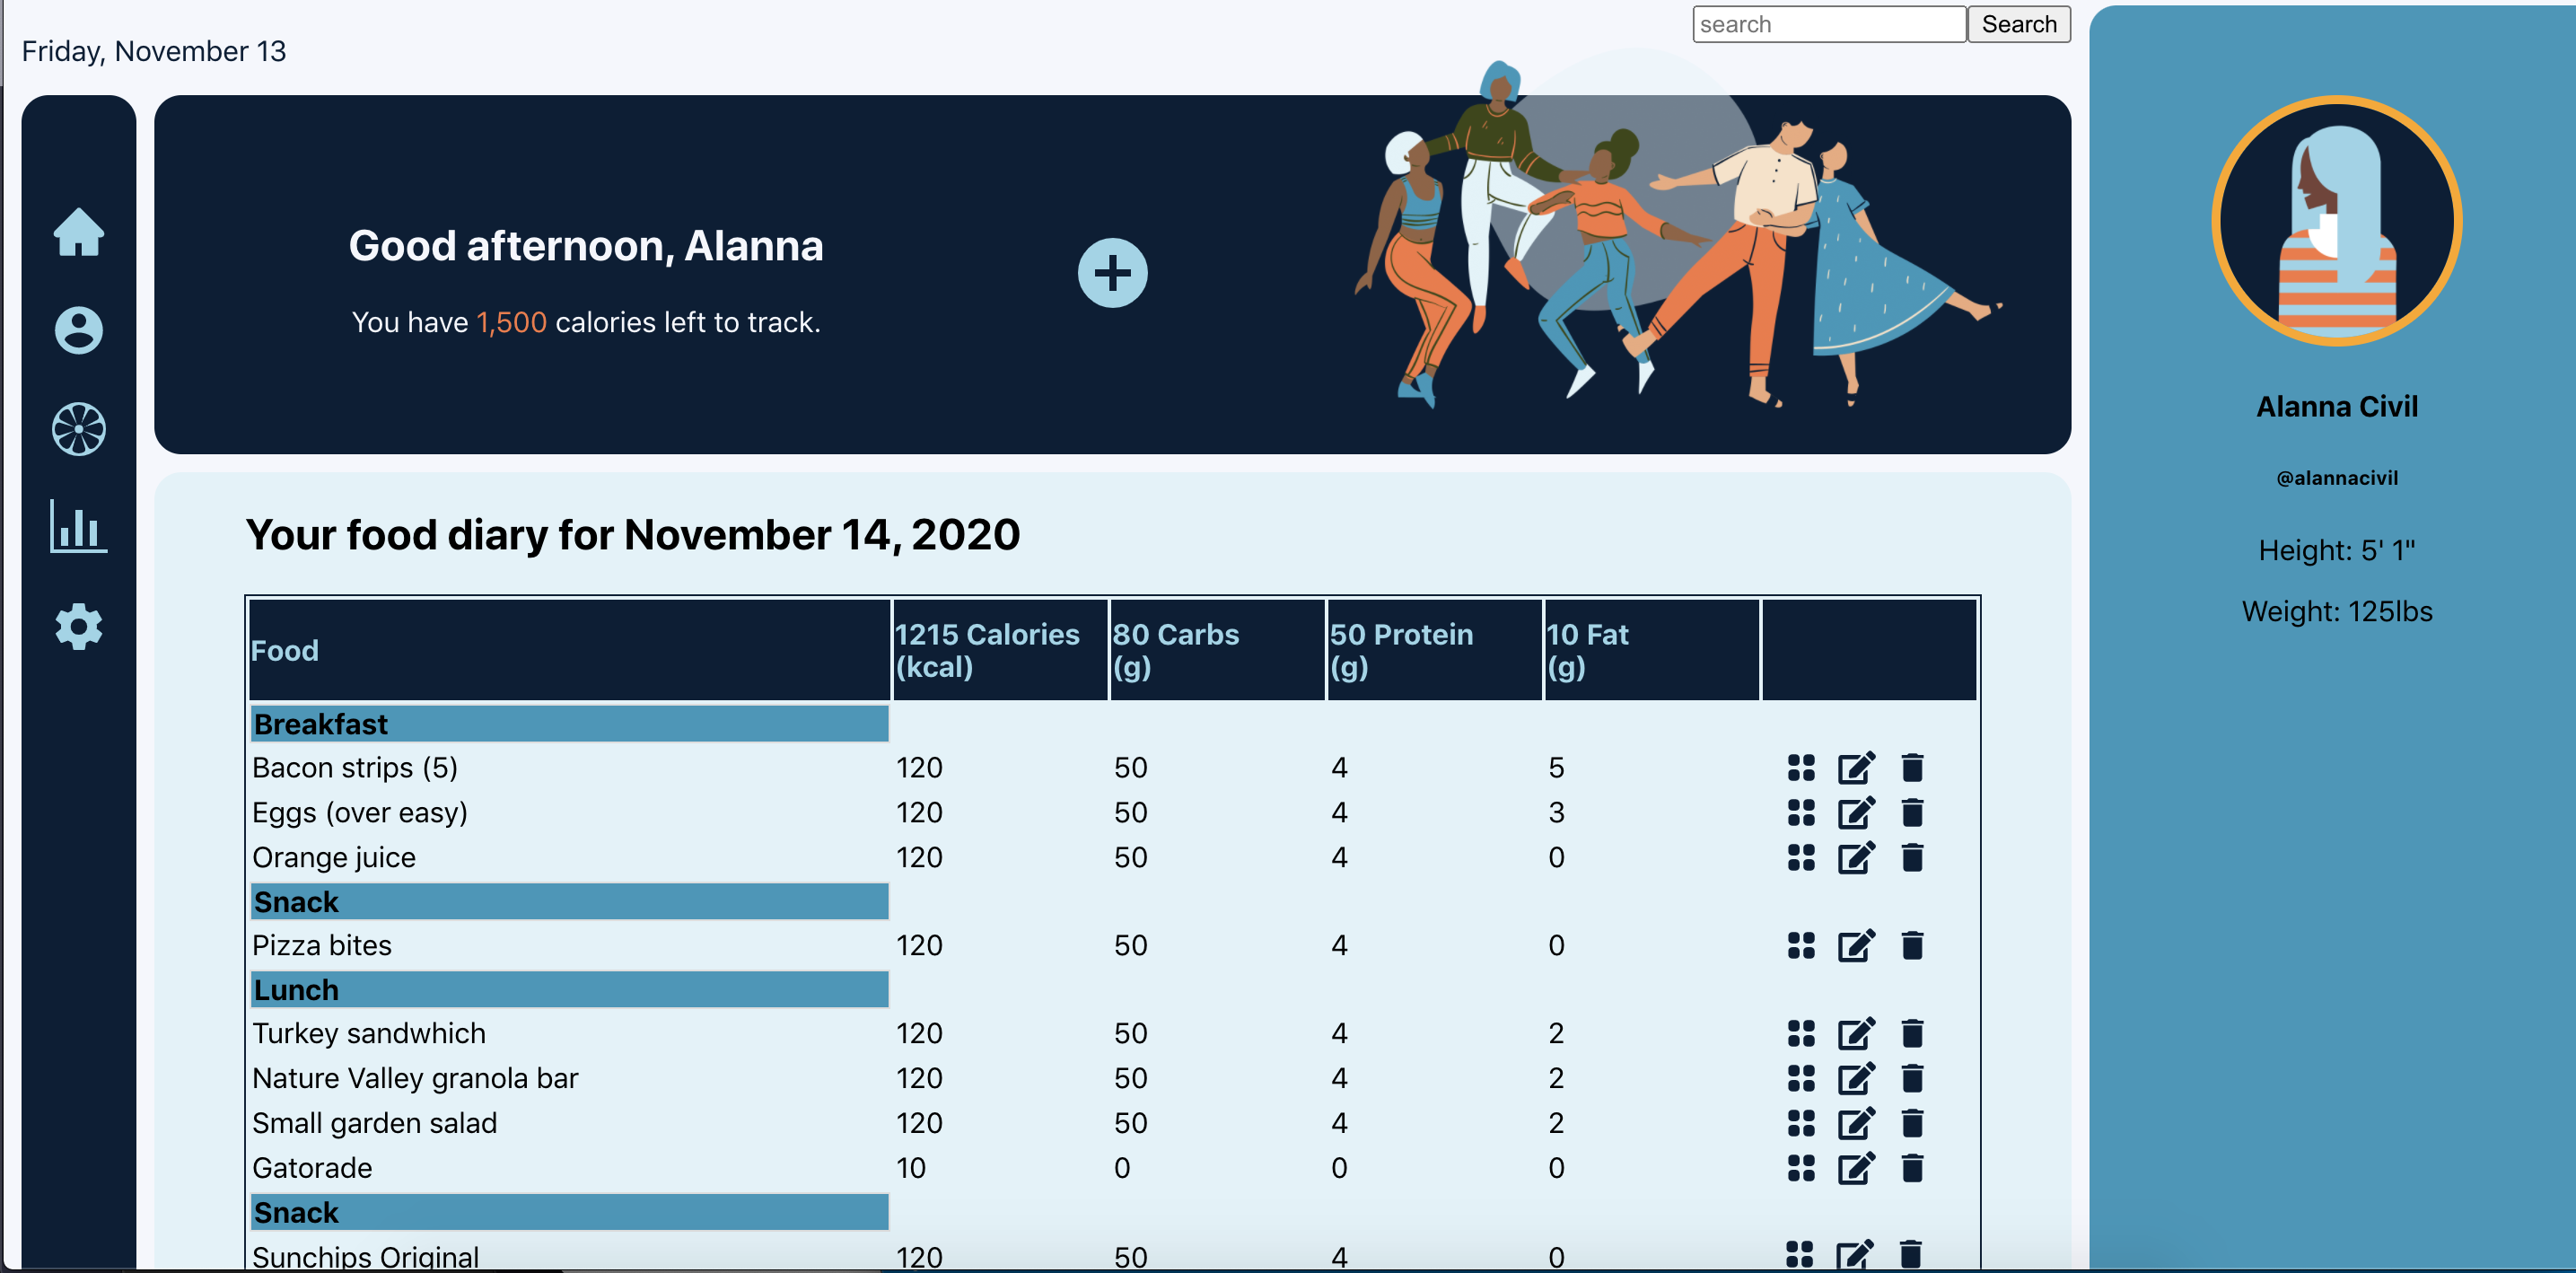 search Search
Friday, November 13
Good afternoon, Alanna
You have 1,500 calories left to track.
Your food diary for November 14, 2020
Food 1215 Calories (kcal) 80 Carbs (g) 50 Protein (g) 10 Fat (g)
Breakfast
Bacon strips (5) 120 50 4 5
Eggs (over easy) 120 50 4 3
Orange juice 120 50 4 0
Snack
Pizza bites 120 50 4 0
Lunch
Turkey sandwhich 120 50 4 2
Nature Valley granola bar 120 50 4 2
Small garden salad 120 50 4 2
Gatorade 10 0 0 0
Snack
Sunchips Original 120 50 4 0
Alanna Civil
@alannacivil
Height: 5' 1"
Weight: 125lbs